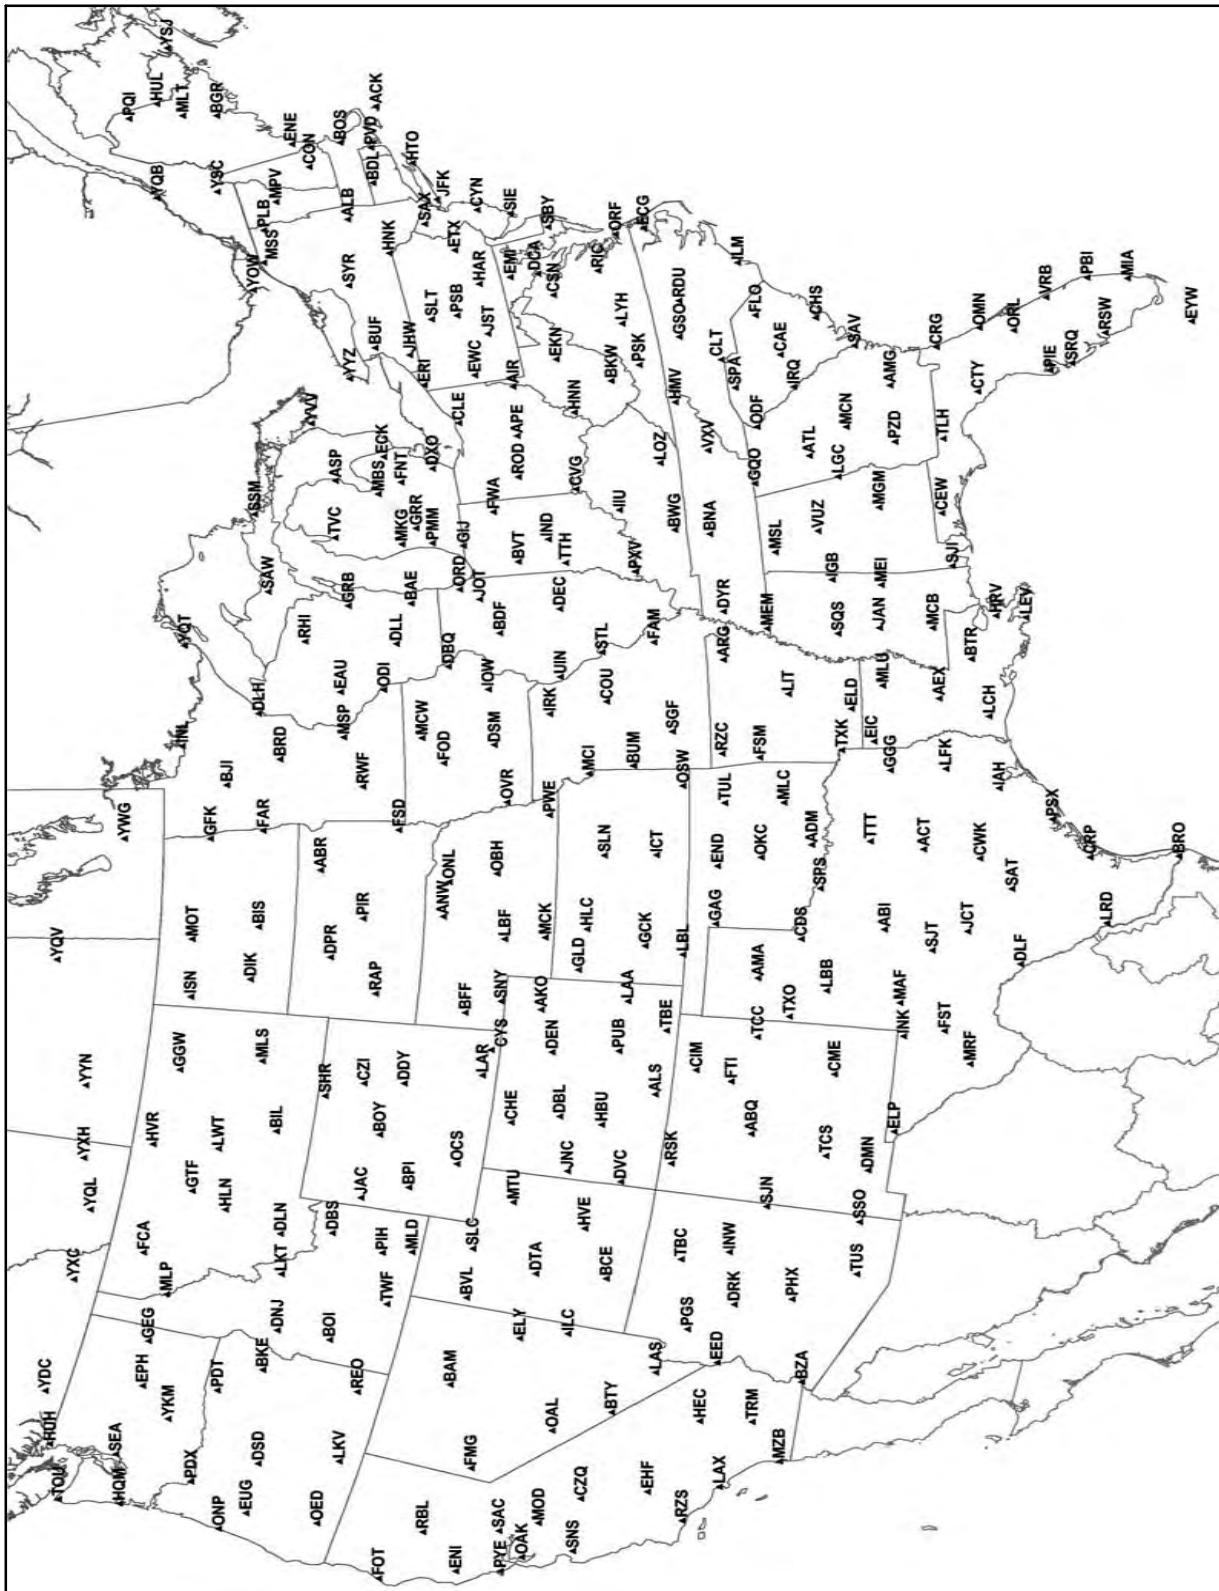 TOU
HUH
YDC
YXC
YQL
YXH
YYN
YQV
YWG
YQB
PQI
HUL
YSJ
HQM
SEA
EPH
GEG
MLP
FCA
GTF
HVR
GGW
ISN
MOT
GFK
BJI
INL
YQT
YSC
MLT
BGR
PDX
YKM
PDT
HLN
LWT
MLS
DIK
BIS
FAR
BRD
DLH
SAW
SSM
YVV
YOW
MSS
PLB
MPV
ENE
CON
ONP
EUG
DSD
BKE
DNJ
LKT
DLN
BIL
SHR
DPR
ABR
MSP
EAU
RHI
GRB
TVC
ASP
YYZ
SYR
ALB
BOS
OED
LKV
REO
BOI
DBS
JAC
BOY
CZI
RAP
PIR
RWF
ODI
DLL
MKG
MBS
ECK
BUF
HNK
BDL
PVD
ACK
FOT
TWF
PIH
MLD
BPI
DDY
FSD
MCW
BAE
GRR
FNT
JHW
SAX
HTO
RBL
BAM
BVL
SLC
OCS
LAR
BFF
ANW
ONL
FOD
DBQ
ORD
PMM
DXO
ERI
SLT
ETX
JFK
ENI
FMG
CYS
SNY
LBF
OBH
OVR
DSM
IOW
BDF
JOT
GIJ
FWA
CLE
EWC
PSB
JST
HAR
CYN
PYE
SAC
OAK
MOD
ELY
DTA
MTU
CHE
DEN
AKO
MCK
PWE
IRK
UIN
DEC
BVT
IND
TTH
ROD
APE
AIR
EMI
SIE
SNS
CZQ
OAL
ILC
HVE
JNC
DBL
GLD
HLC
MCI
COU
STL
CVG
HNN
EKN
CSN
DCA
SBY
BTY
BCE
DVC
HBU
PUB
LAA
GCK
SLN
BUM
FAM
PXV
IIU
LOZ
BKW
PSK
LYH
RIC
ORF
ECG
EHF
LAS
RSK
ALS
TBE
LBL
ICT
OSW
SGF
BWG
HMV
GSO
RDU
RZS
LAX
HEC
PGS
TBC
CIM
GAG
END
TUL
RZC
ARG
DYR
BNA
VXV
SPA
CLT
FLO
ILM
MZB
TRM
EED
DRK
INW
SJN
ABQ
FTI
TCC
TXO
AMA
OKC
MLC
FSM
LIT
MEM
MSL
GQO
ODF
IRQ
CAE
CHS
BZA
PHX
TUS
SSO
TCS
DMN
CME
LBB
CDS
SPS
ADM
TXK
ELD
SQS
IGB
VUZ
ATL
LGC
MCN
SAV
ELP
INK
MAF
ABI
TTT
GGG
EIC
MLU
JAN
MEI
MGM
PZD
AMG
MRF
FST
SJT
JCT
ACT
CWK
LFK
AEX
MCB
SJI
CEW
TLH
CRG
DLF
SAT
IAH
LCH
BTR
HRV
LEV
CTY
OMN
ORL
LRD
CRP
PSX
PIE
SRQ
RSW
VRB
PBI
MIA
BRO
EYW